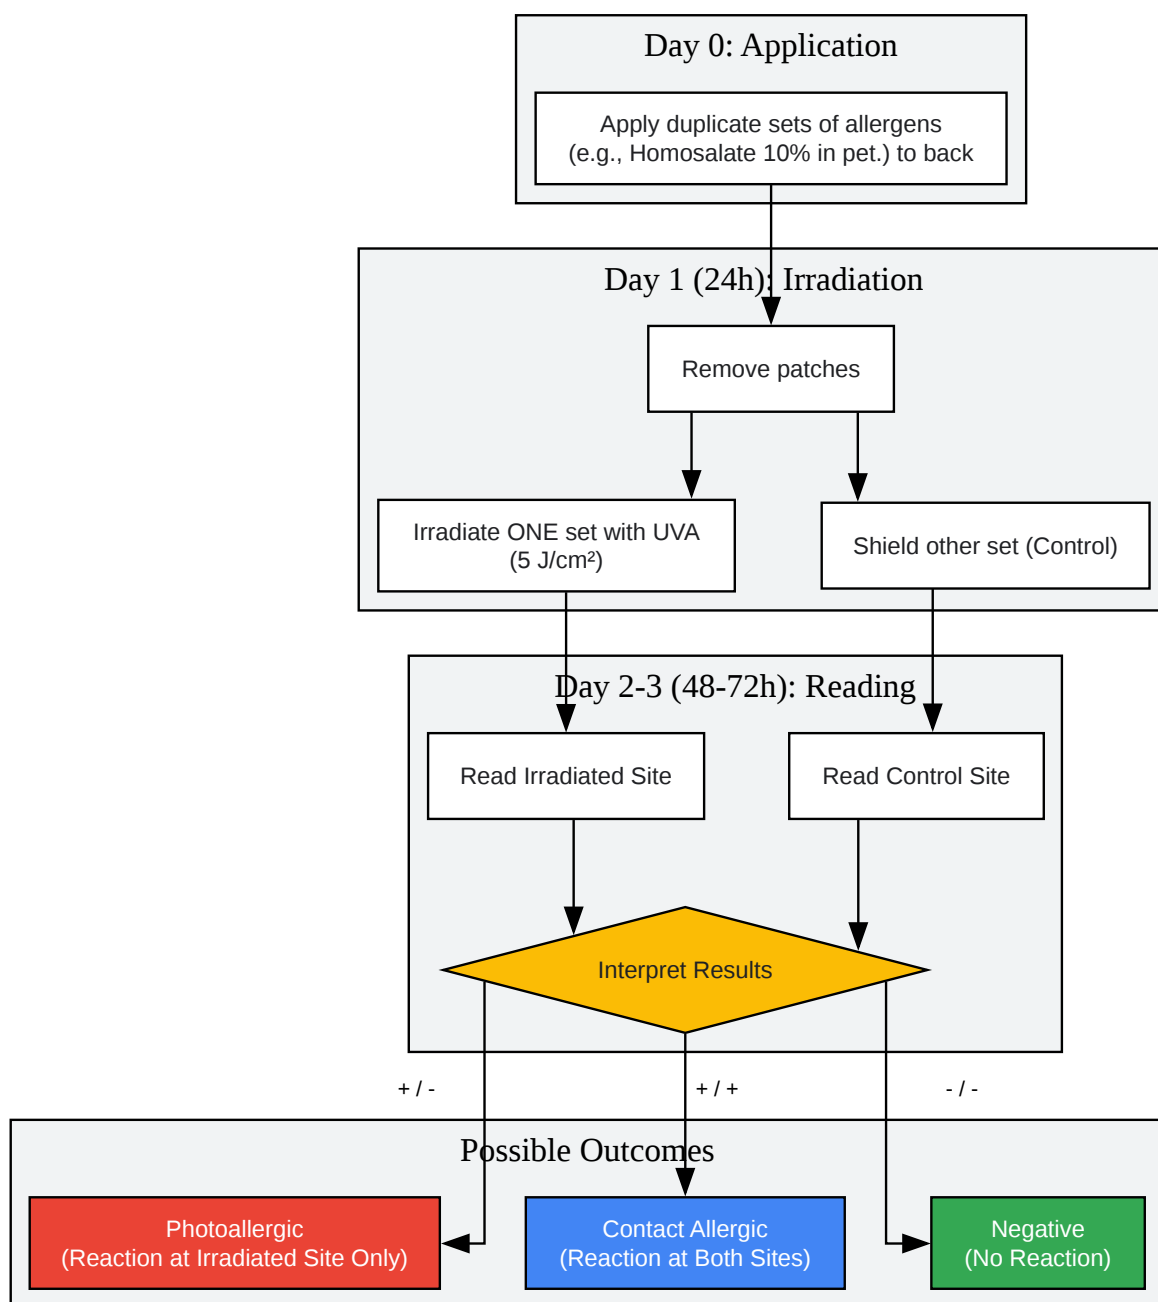 Day 0: Application
Apply duplicate sets of allergens
(e.g., Homosalate 10% in pet.) to back
Day 1 (24h): Irradiation
Remove patches
Irradiate ONE set with UVA
(5 J/cm²)
Shield other set (Control)
Day 2-3 (48-72h): Reading
Read Irradiated Site
Read Control Site
Interpret Results
+ / -
+ / +
- / -
Possible Outcomes
Photoallergic
(Reaction at Irradiated Site Only)
Contact Allergic
(Reaction at Both Sites)
Negative
(No Reaction)